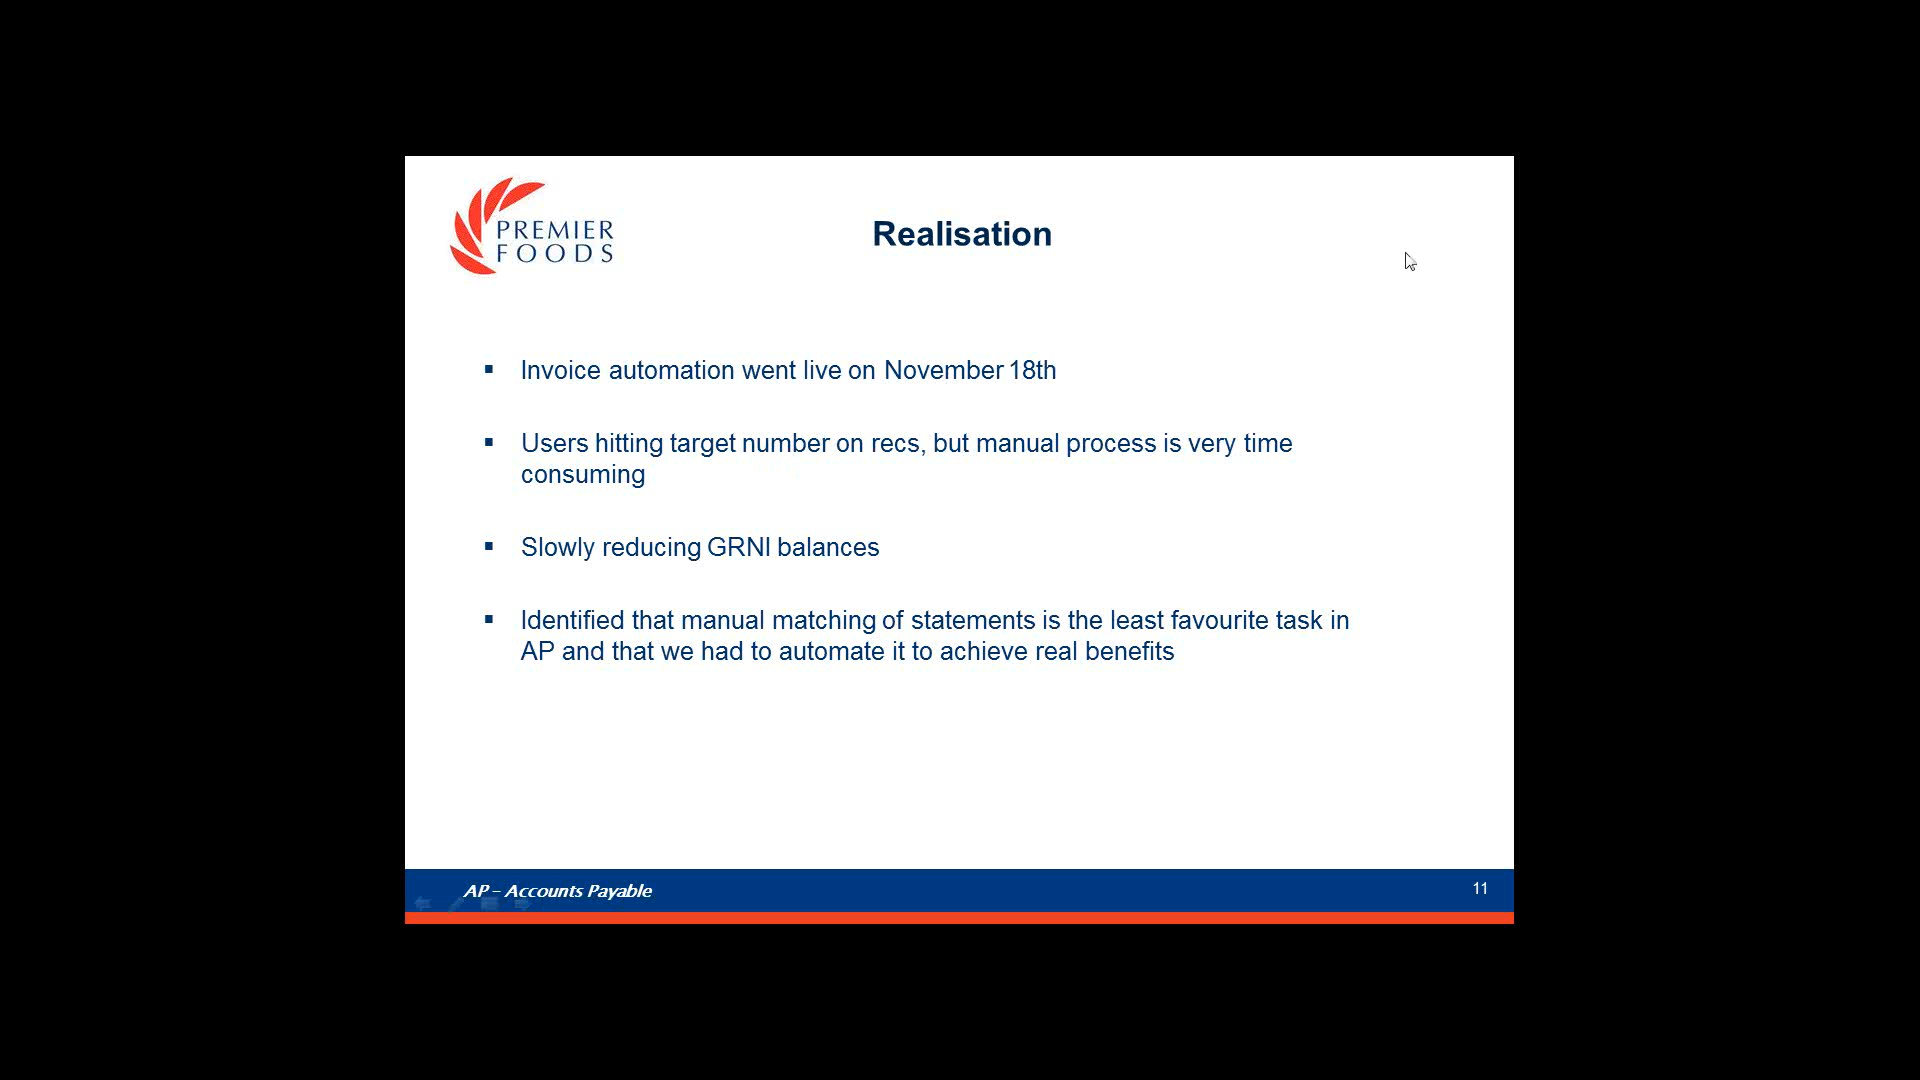 PREMIER
FOODS
Realisation
▪ Invoice automation went live on November 18th
▪ Users hitting target number on recs, but manual process is very time
consuming
▪ Slowly reducing GRNI balances
▪ Identified that manual matching of statements is the least favourite task in
AP and that we had to automate it to achieve real benefits
AP – Accounts Payable
11